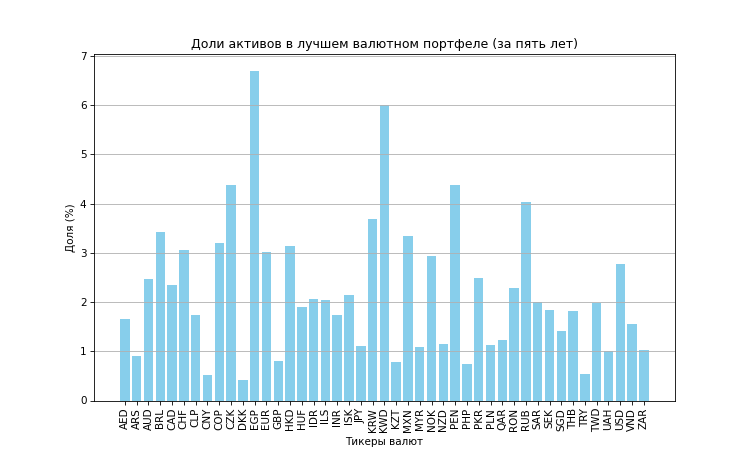 Доли активов в лучшем валютном портфеле (за пять лет)
Доля (%)
7
6
5
4
3
2
1
0
AED ARS AUD BRL CAD CHF CLP CNY COP CZK DKK EGP EUR GBP HKD HUF IDR ILS INR ISK JPY KRW KWD KZT MXN MYR NOK NZD PEN PHP PKR PLN QAR RON RUB SAR SEK SGD THB TRY TWD UAH USD VND ZAR
Тикеры валют